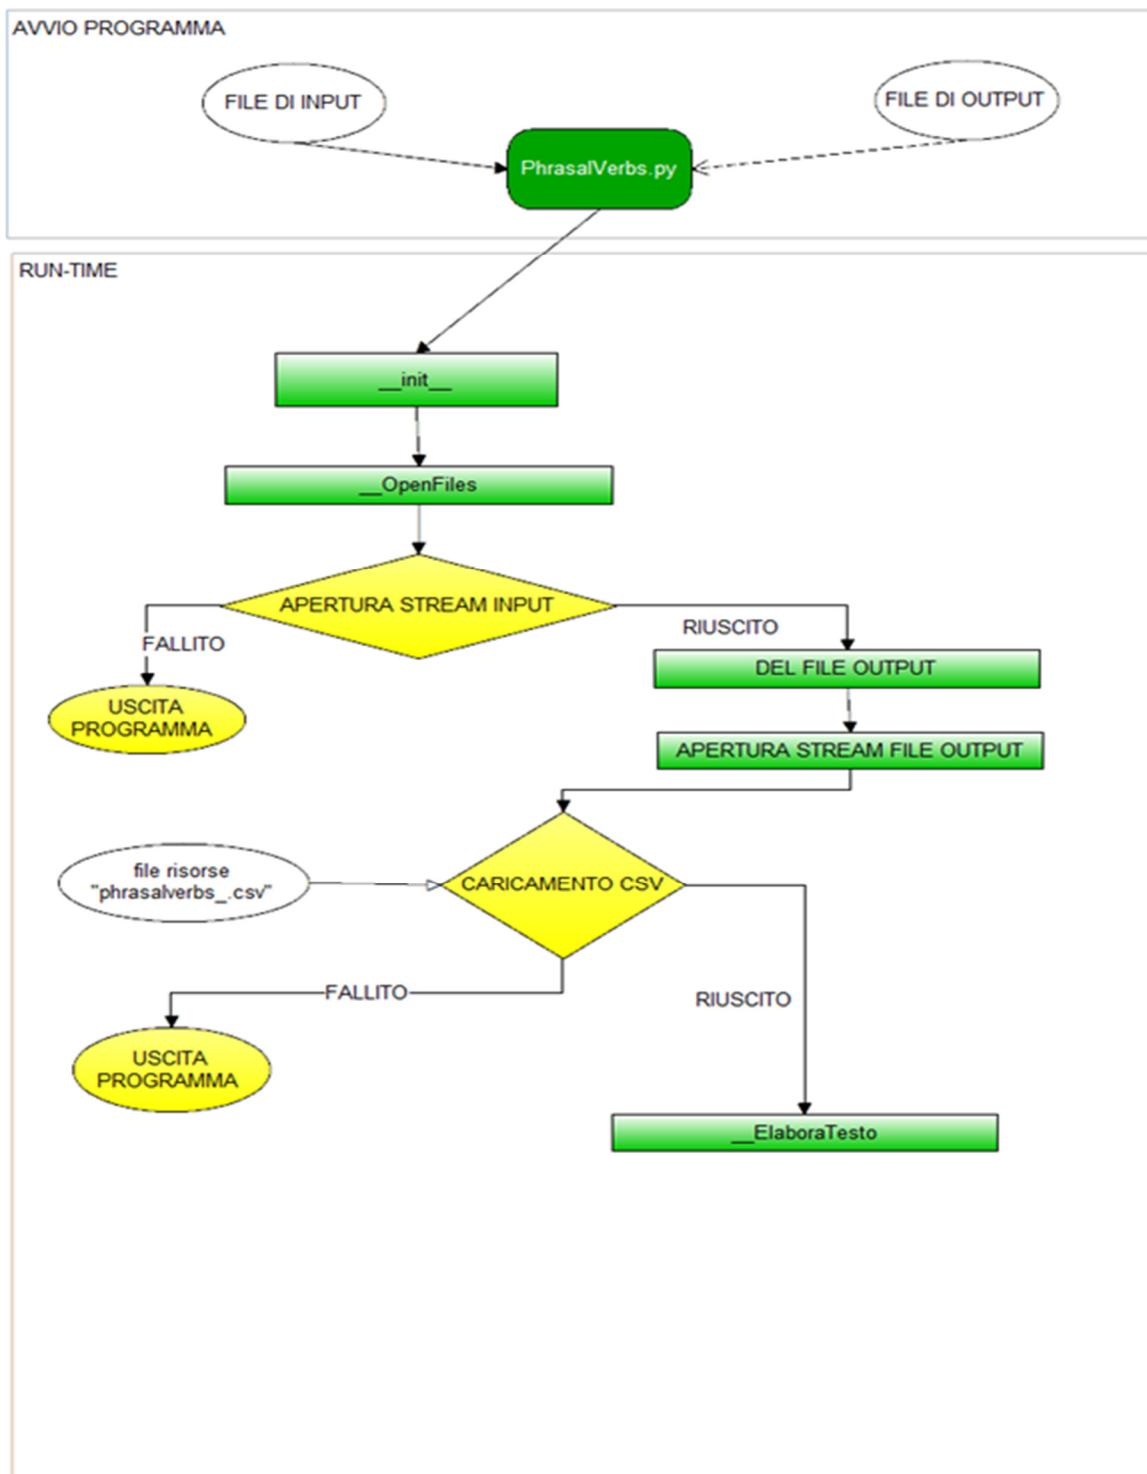 AVVIO PROGRAMMA
FILE DI INPUT
FILE DI OUTPUT
PhrasalVerbs.py
RUN-TIME
__init__
__OpenFiles
APERTURA STREAM INPUT
FALLITO
RIUSCITO
USCITA
PROGRAMMA
DEL FILE OUTPUT
APERTURA STREAM FILE OUTPUT
file risorse
"phrasalverbs_.csv"
CARICAMENTO CSV
FALLITO
RIUSCITO
USCITA
PROGRAMMA
__ElaboraTesto